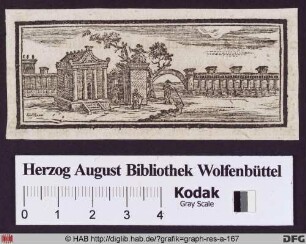 Herzog August Bibliothek Wolfenbüttel
Kodak
Gray Scale
0 1 2 3 4
© HAB http://diglib.hab.de/?grafik=graph-res-a-167
DFG